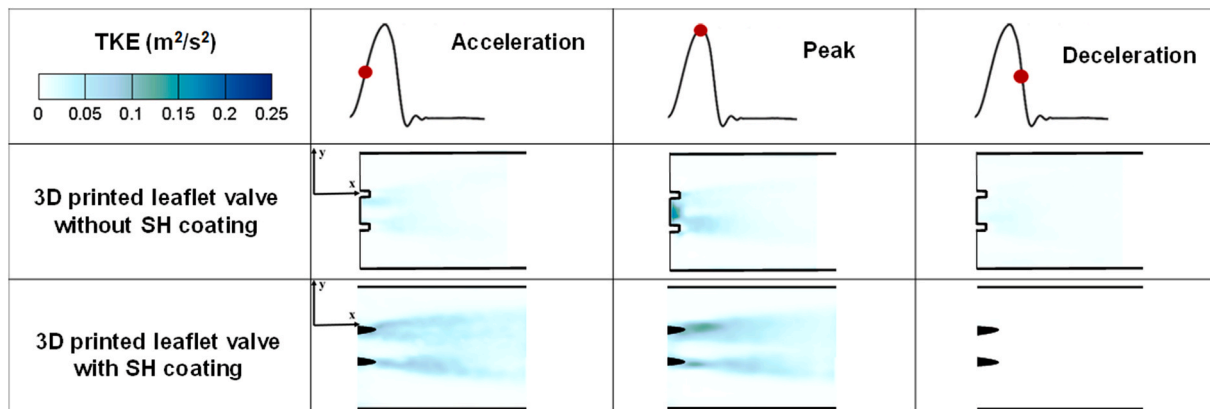 TKE (m²/s²)
0 0.05 0.1 0.15 0.2 0.25
Acceleration
Peak
Deceleration
3D printed leaflet valve
without SH coating
y
x
3D printed leaflet valve
with SH coating
y
x